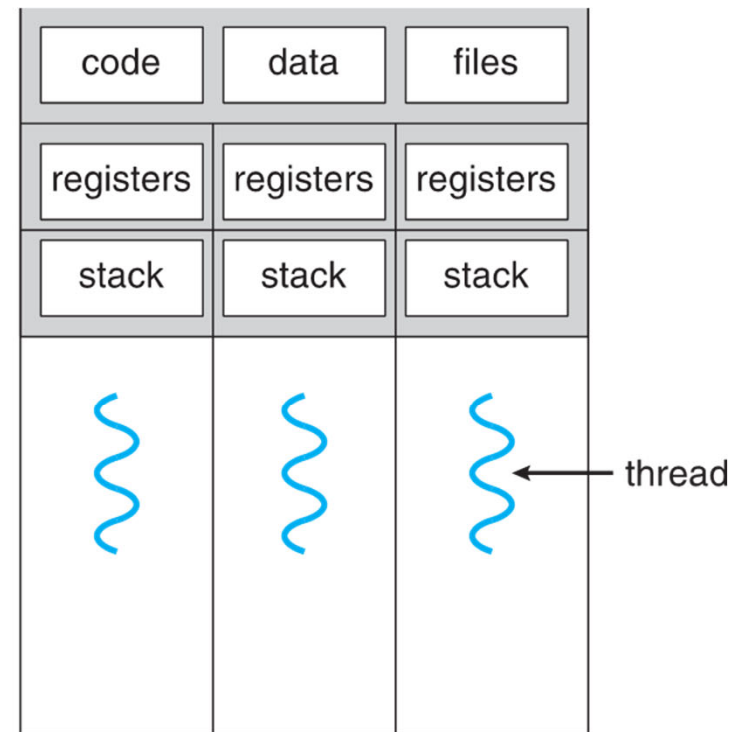 code data files
registers registers registers
stack stack stack
thread